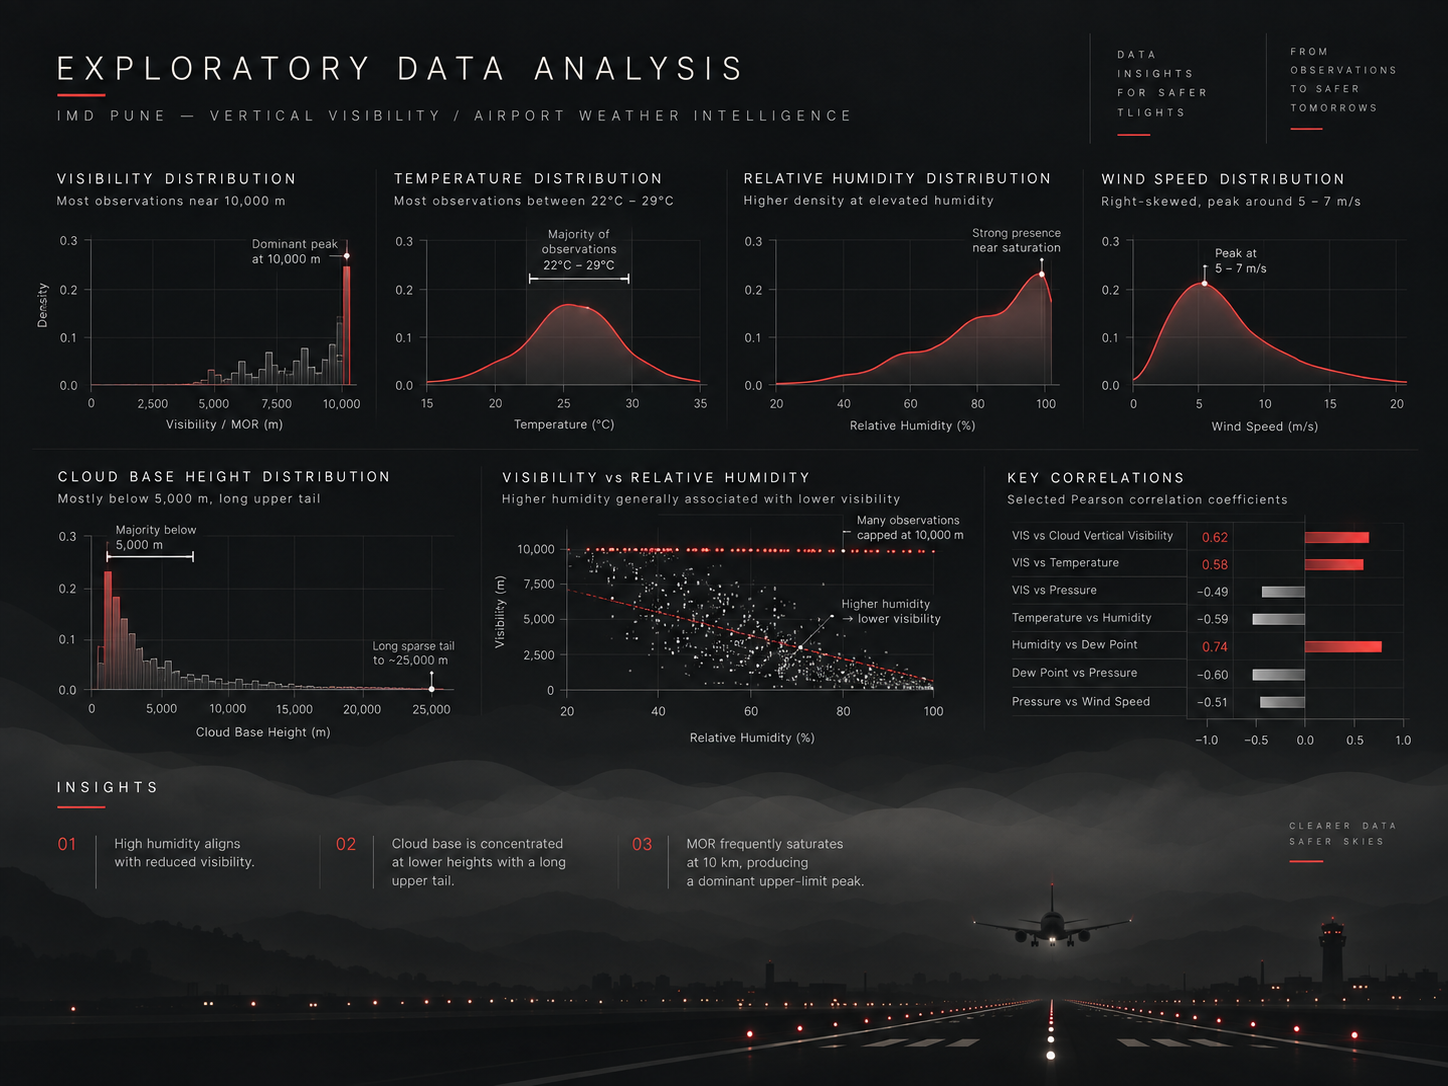 EXPLORATORY DATA ANALYSIS
IMD PUNE — VERTICAL VISIBILITY / AIRPORT WEATHER INTELLIGENCE
DATA
INSIGHTS
FOR SAFER
TLIGHTS
FROM
OBSERVATIONS
TO SAFER
TOMORROWS
VISIBILITY DISTRIBUTION
Most observations near 10,000 m
Dominant peak
at 10,000 m
Density
0.3
0.2
0.1
0.0
0 2,500 5,000 7,500 10,000
Visibility / MOR (m)
TEMPERATURE DISTRIBUTION
Most observations between 22°C – 29°C
Majority of
observations
22°C – 29°C
0.3
0.2
0.1
0.0
15 20 25 30 35
Temperature (°C)
RELATIVE HUMIDITY DISTRIBUTION
Higher density at elevated humidity
Strong presence
near saturation
0.3
0.2
0.1
0.0
20 40 60 80 100
Relative Humidity (%)
WIND SPEED DISTRIBUTION
Right-skewed, peak around 5 – 7 m/s
Peak at
5 – 7 m/s
0.3
0.2
0.1
0.0
0 5 10 15 20
Wind Speed (m/s)
CLOUD BASE HEIGHT DISTRIBUTION
Mostly below 5,000 m, long upper tail
Majority below
5,000 m
Long sparse tail
to ~25,000 m
0.3
0.2
0.1
0.0
0 5,000 10,000 15,000 20,000 25,000
Cloud Base Height (m)
VISIBILITY vs RELATIVE HUMIDITY
Higher humidity generally associated with lower visibility
Many observations
capped at 10,000 m
Higher humidity
→ lower visibility
Visibility (m)
10,000
7,500
5,000
2,500
0
20 40 60 80 100
Relative Humidity (%)
KEY CORRELATIONS
Selected Pearson correlation coefficients
VIS vs Cloud Vertical Visibility 0.62
VIS vs Temperature 0.58
VIS vs Pressure −0.49
Temperature vs Humidity −0.59
Humidity vs Dew Point 0.74
Dew Point vs Pressure −0.60
Pressure vs Wind Speed −0.51
−1.0 −0.5 0.0 0.5 1.0
INSIGHTS
01
High humidity aligns
with reduced visibility.
02
Cloud base is concentrated
at lower heights with a long
upper tail.
03
MOR frequently saturates
at 10 km, producing
a dominant upper-limit peak.
CLEARER DATA
SAFER SKIES